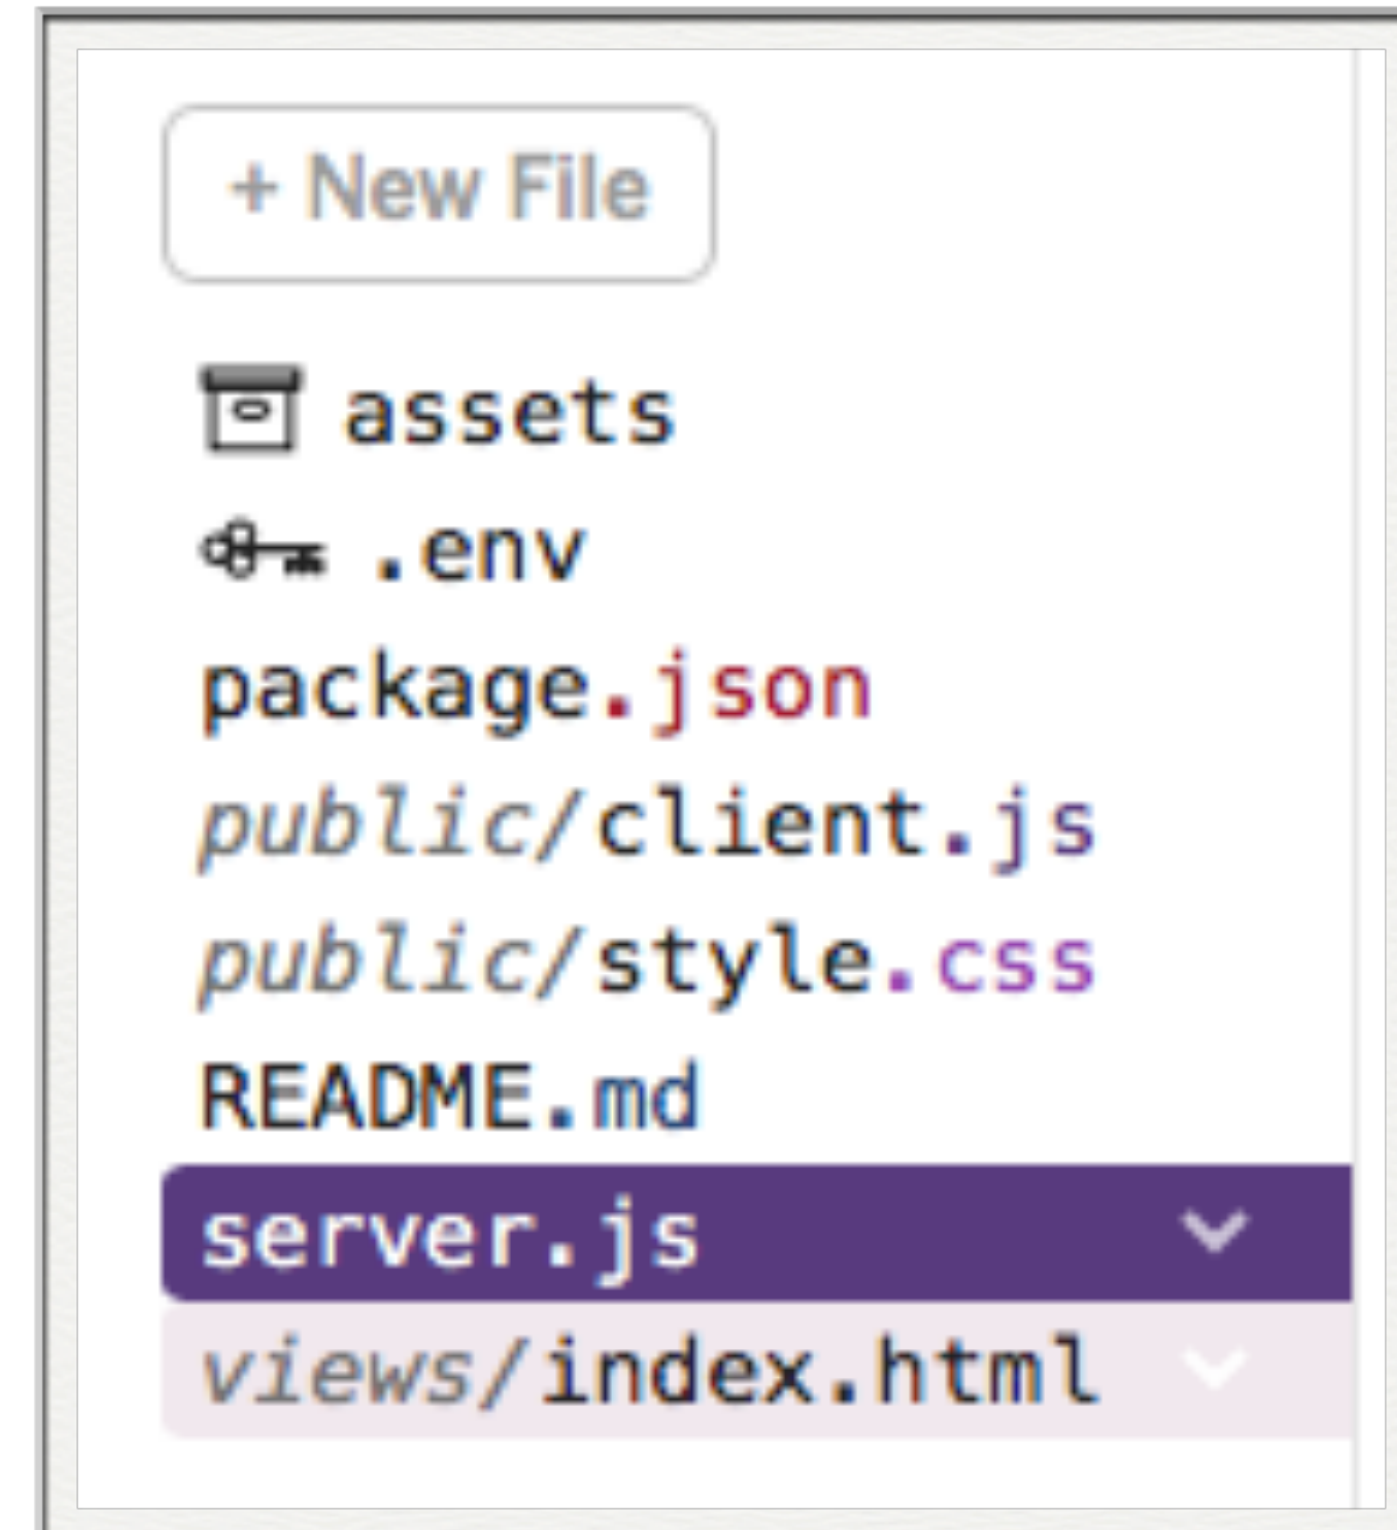 + New File
assets
.env
package.json
public/client.js
public/style.css
README.md
server.js
views/index.html